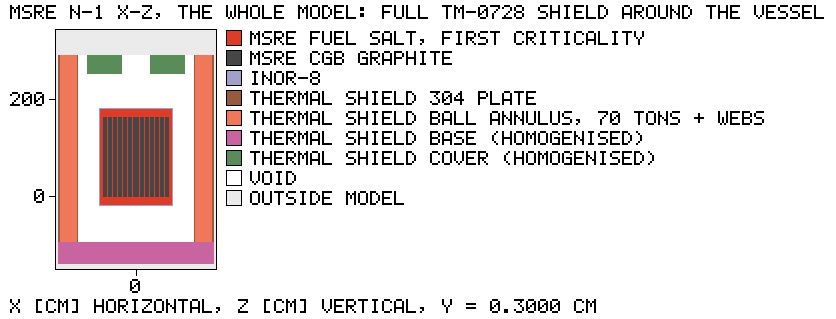 MSRE N-1 X-Z, THE WHOLE MODEL: FULL TM-0728 SHIELD AROUND THE VESSEL
MSRE FUEL SALT, FIRST CRITICALITY
MSRE CGB GRAPHITE
INOR-8
THERMAL SHIELD 304 PLATE
THERMAL SHIELD BALL ANNULUS, 70 TONS + WEBS
THERMAL SHIELD BASE (HOMOGENISED)
THERMAL SHIELD COVER (HOMOGENISED)
VOID
OUTSIDE MODEL
200
0
0
X [CM] HORIZONTAL, Z [CM] VERTICAL, Y = 0.3000 CM